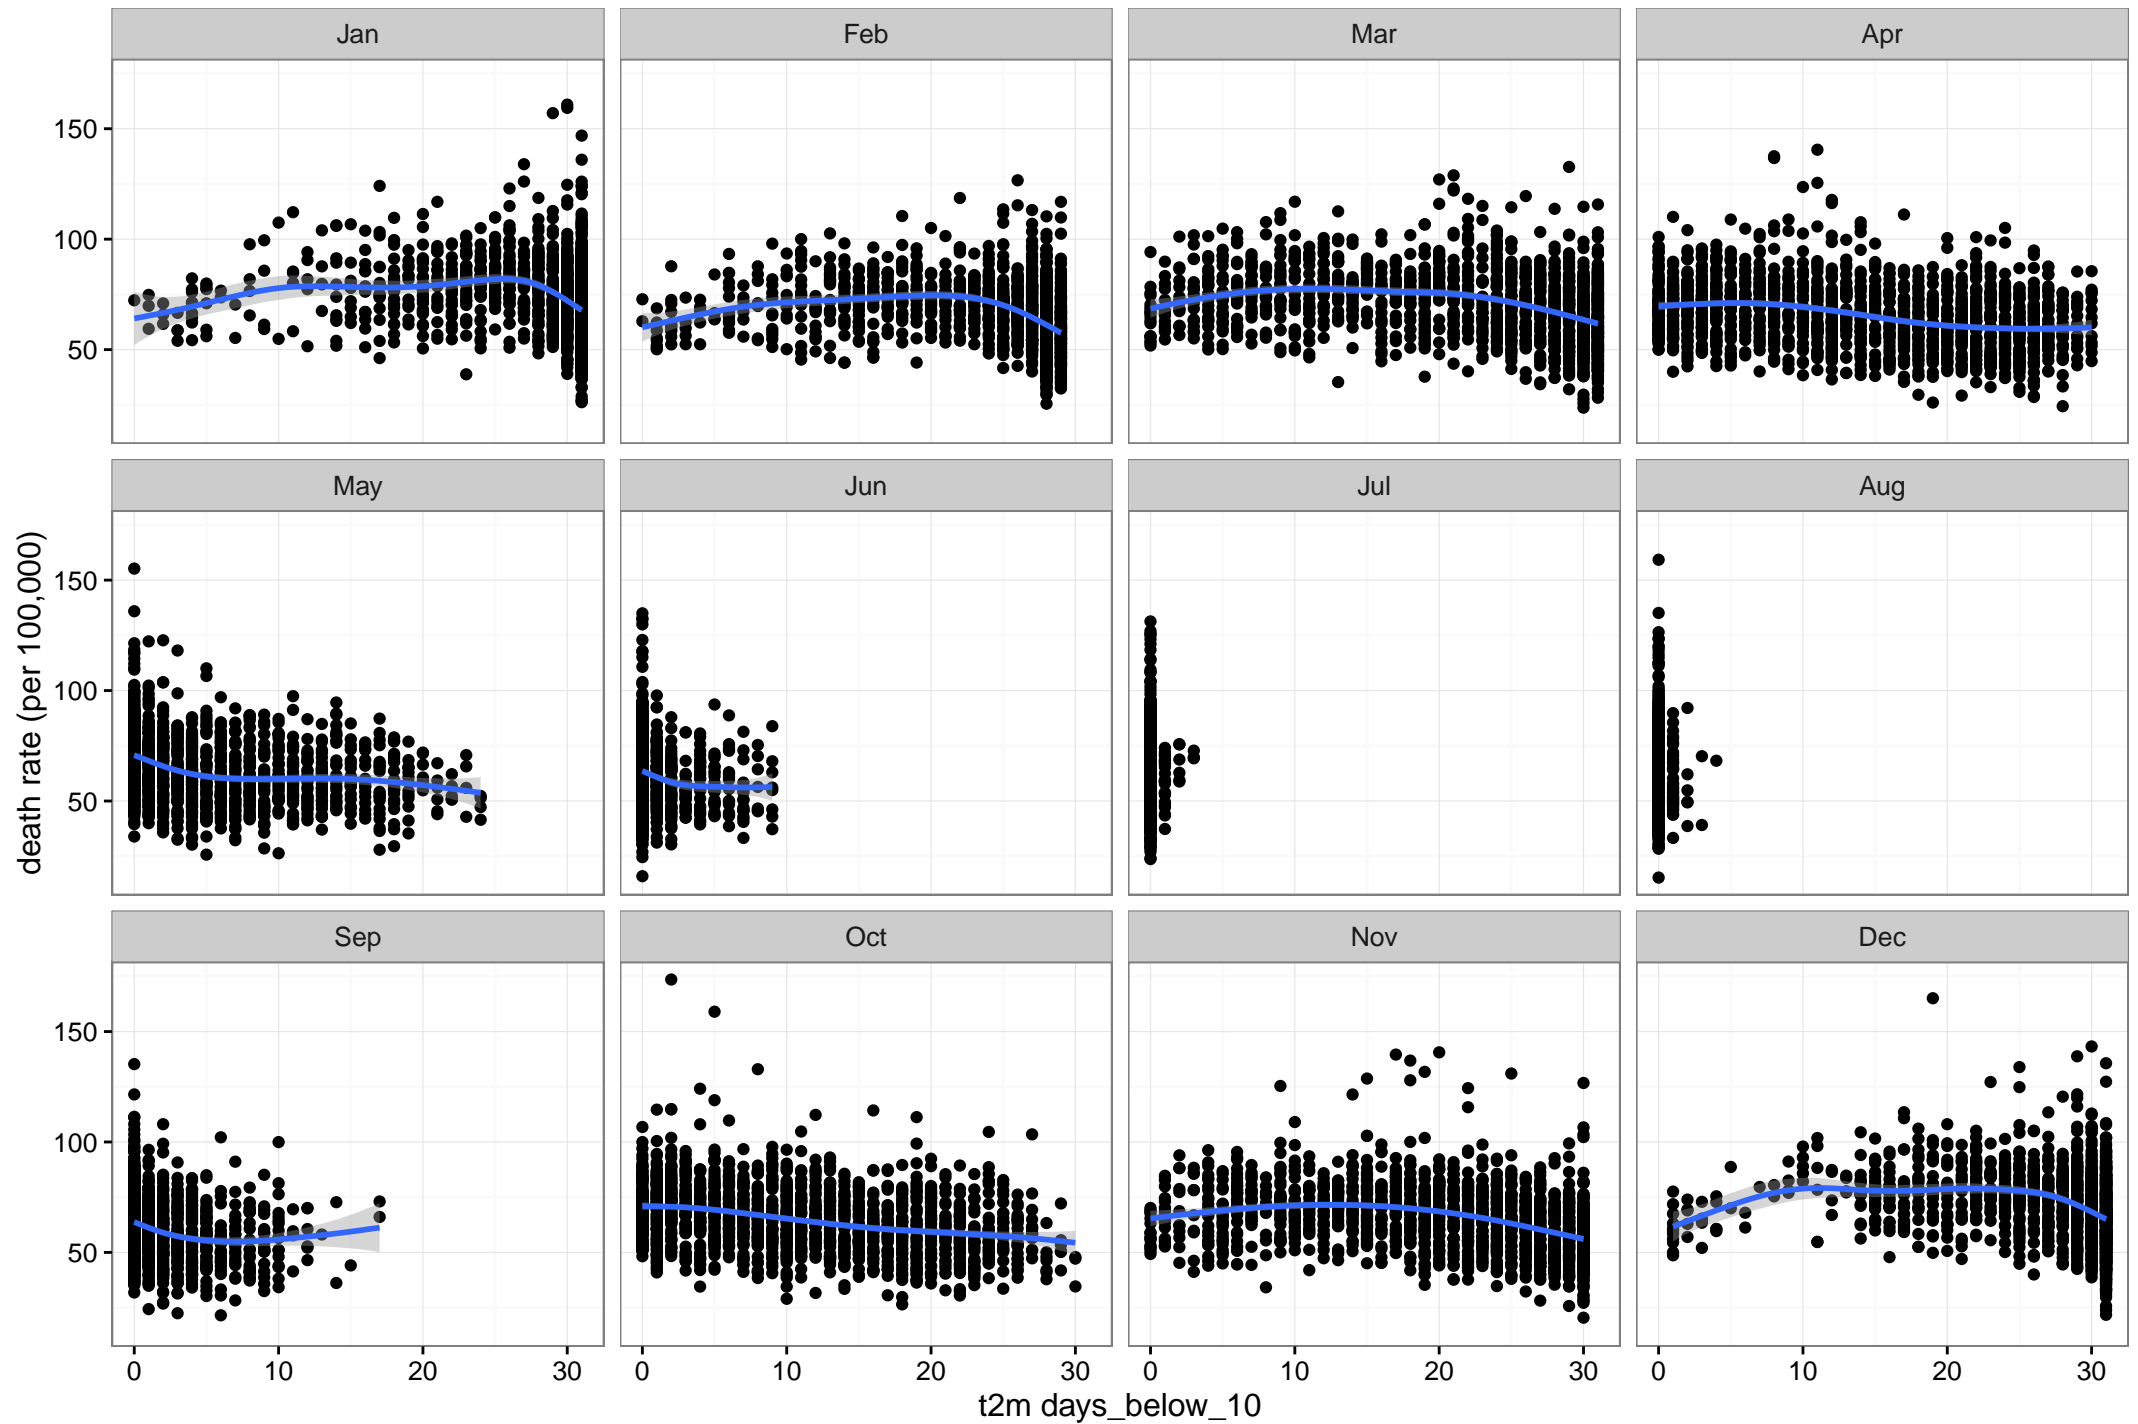 Jan Feb Mar Apr
150
100
50
May Jun Jul Aug
150
100
50
death rate (per 100,000)
Sep Oct Nov Dec
150
100
50
0 10 20 30 0 10 20 30 0 10 20 30 0 10 20 30
t2m days_below_10